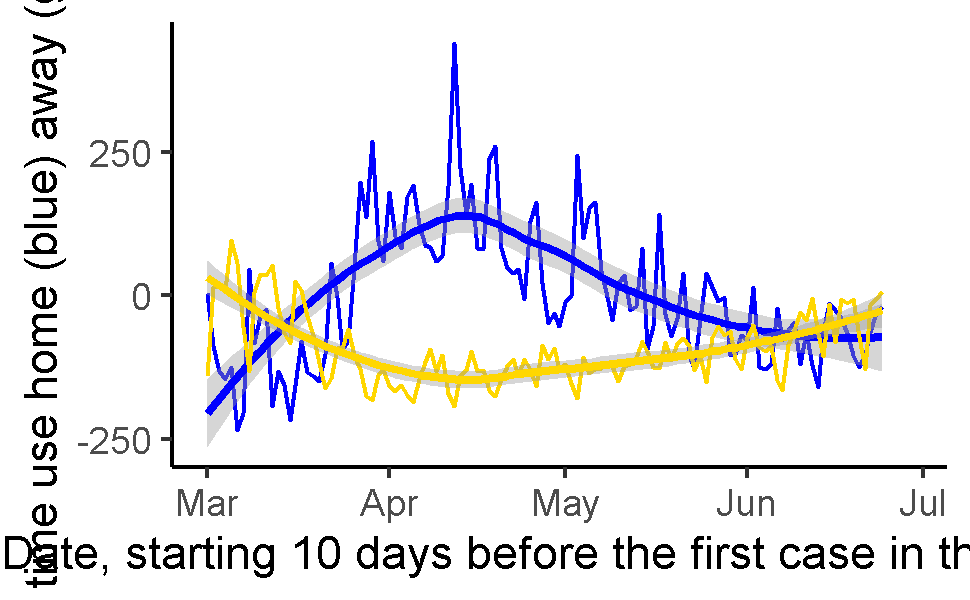 time use home (blue) away (
250
0
-250
Mar Apr May Jun Jul
Date, starting 10 days before the first case in th